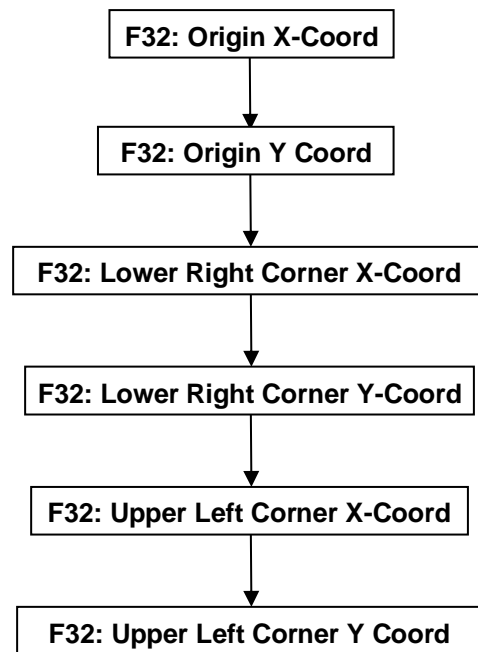 F32: Origin X-Coord
F32: Origin Y Coord
F32: Lower Right Corner X-Coord
F32: Lower Right Corner Y-Coord
F32: Upper Left Corner X-Coord
F32: Upper Left Corner Y Coord